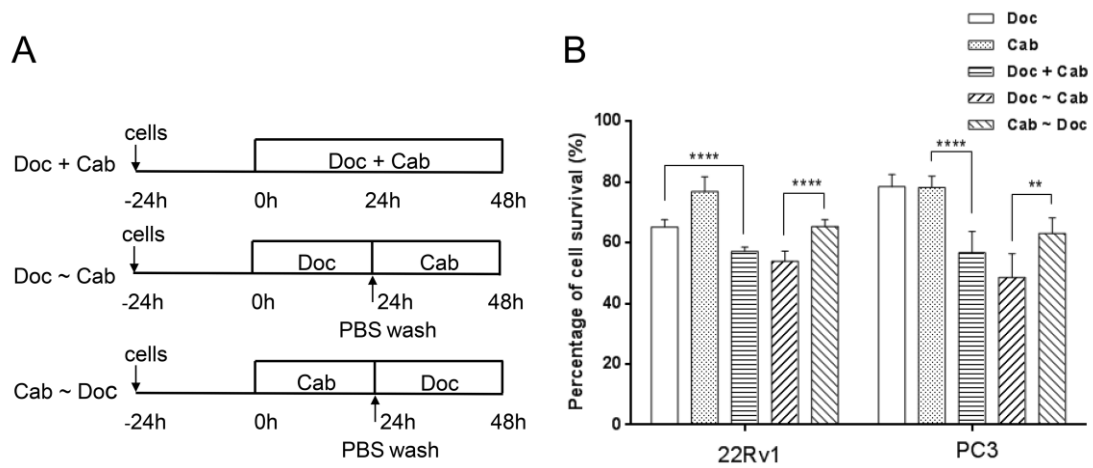 A
cells
Doc + Cab
Doc + Cab
-24h 0h 24h 48h
cells
Doc ~ Cab
Doc Cab
-24h 0h 24h 48h
PBS wash
cells
Cab ~ Doc
Cab Doc
-24h 0h 24h 48h
PBS wash
B
Doc
Cab
Doc + Cab
Doc ~ Cab
Cab ~ Doc
Percentage of cell survival (%)
100
80
60
40
20
0
****
****
****
**
22Rv1 PC3